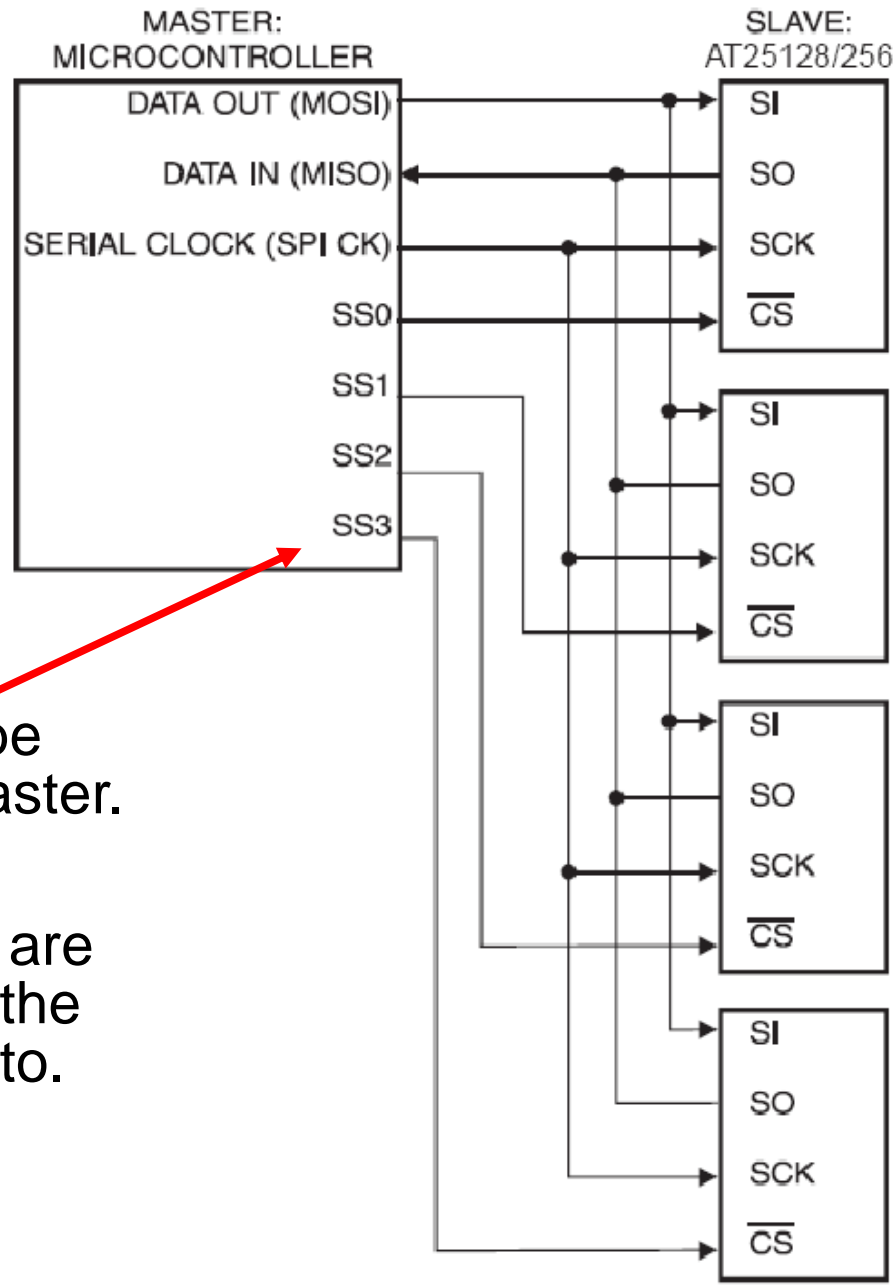 MASTER:
MICROCONTROLLER
DATA OUT (MOSI)
DATA IN (MISO)
SERIAL CLOCK (SPI CK)
SS0
SS1
SS2
SS3
SLAVE:
AT25128/256
SI
SO
SCK
CS
SI
SO
SCK
CS
SI
SO
SCK
CS
SI
SO
SCK
CS
be
aster.
are
the
to.